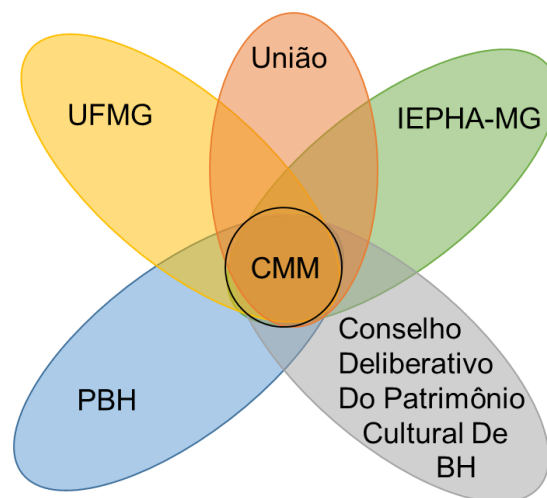 União
UFMG
IEPHA-MG
CMM
Conselho
Deliberativo
Do Patrimônio
Cultural De
BH
PBH